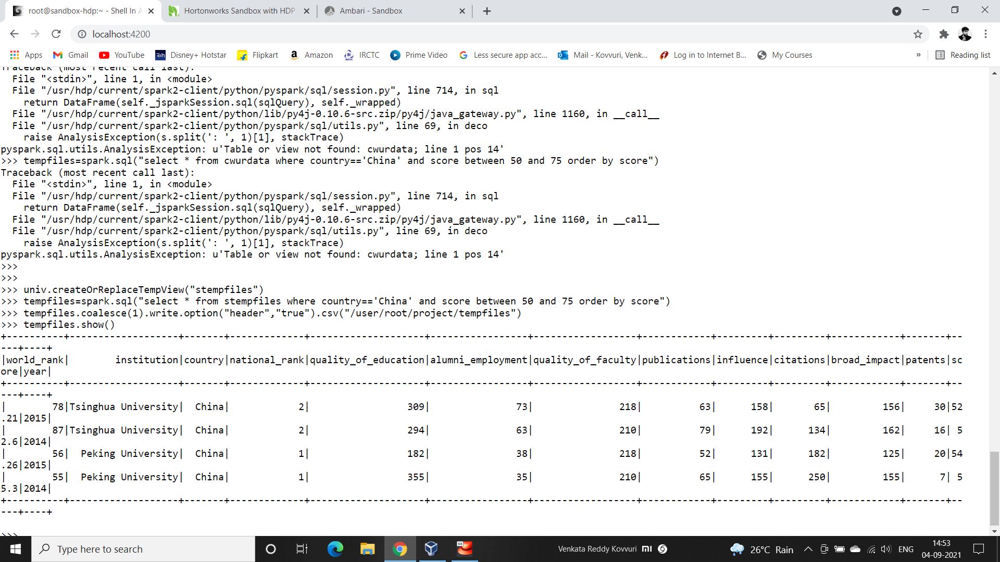 root@sandbox-hdp:~ - Shell In A
Hortonworks Sandbox with HDP
Ambari - Sandbox
localhost:4200
Apps
Gmail
YouTube
Disney+ Hotstar
Flipkart
Amazon
IRCTC
Prime Video
Less secure app acc...
Mail - Kovvuri, Venk...
Log in to Internet B...
My Courses
»
Reading list
Traceback (most recent call last):
  File "<stdin>", line 1, in <module>
  File "/usr/hdp/current/spark2-client/python/pyspark/sql/session.py", line 714, in sql
    return DataFrame(self._jsparkSession.sql(sqlQuery), self._wrapped)
  File "/usr/hdp/current/spark2-client/python/lib/py4j-0.10.6-src.zip/py4j/java_gateway.py", line 1160, in __call__
  File "/usr/hdp/current/spark2-client/python/pyspark/sql/utils.py", line 69, in deco
    raise AnalysisException(s.split(': ', 1)[1], stackTrace)
pyspark.sql.utils.AnalysisException: u'Table or view not found: cwurdata; line 1 pos 14'
>>> tempfiles=spark.sql("select * from cwurdata where country=='China' and score between 50 and 75 order by score")
Traceback (most recent call last):
  File "<stdin>", line 1, in <module>
  File "/usr/hdp/current/spark2-client/python/pyspark/sql/session.py", line 714, in sql
    return DataFrame(self._jsparkSession.sql(sqlQuery), self._wrapped)
  File "/usr/hdp/current/spark2-client/python/lib/py4j-0.10.6-src.zip/py4j/java_gateway.py", line 1160, in __call__
  File "/usr/hdp/current/spark2-client/python/pyspark/sql/utils.py", line 69, in deco
    raise AnalysisException(s.split(': ', 1)[1], stackTrace)
pyspark.sql.utils.AnalysisException: u'Table or view not found: cwurdata; line 1 pos 14'
>>>
>>>
>>> univ.createOrReplaceTempView("stempfiles")
>>> tempfiles=spark.sql("select * from stempfiles where country=='China' and score between 50 and 75 order by score")
>>> tempfiles.coalesce(1).write.option("header","true").csv("/user/root/project/tempfiles")
>>> tempfiles.show()
+----------+-------------------+-------+-------------+--------------------+-----------------+------------------+------------+---------+---------+------------+-------+--
---+----+
|world_rank|        institution|country|national_rank|quality_of_education|alumni_employment|quality_of_faculty|publications|influence|citations|broad_impact|patents|sc
ore|year|
+----------+-------------------+-------+-------------+--------------------+-----------------+------------------+------------+---------+---------+------------+-------+--
---+----+
|        78|Tsinghua University|  China|            2|                 309|               73|               218|          63|      158|       65|         156|     30|52
.21|2015|
|        87|Tsinghua University|  China|            2|                 294|               63|               210|          79|      192|      134|         162|     16| 5
2.6|2014|
|        56|  Peking University|  China|            1|                 182|               38|               218|          52|      131|      182|         125|     20|54
.26|2015|
|        55|  Peking University|  China|            1|                 355|               35|               210|          65|      155|      250|         155|      7| 5
5.3|2014|
+----------+-------------------+-------+-------------+--------------------+-----------------+------------------+------------+---------+---------+------------+-------+--
---+----+
>>>
Type here to search
Venkata Reddy Kovvuri
26°C Rain
ENG
14:53
04-09-2021